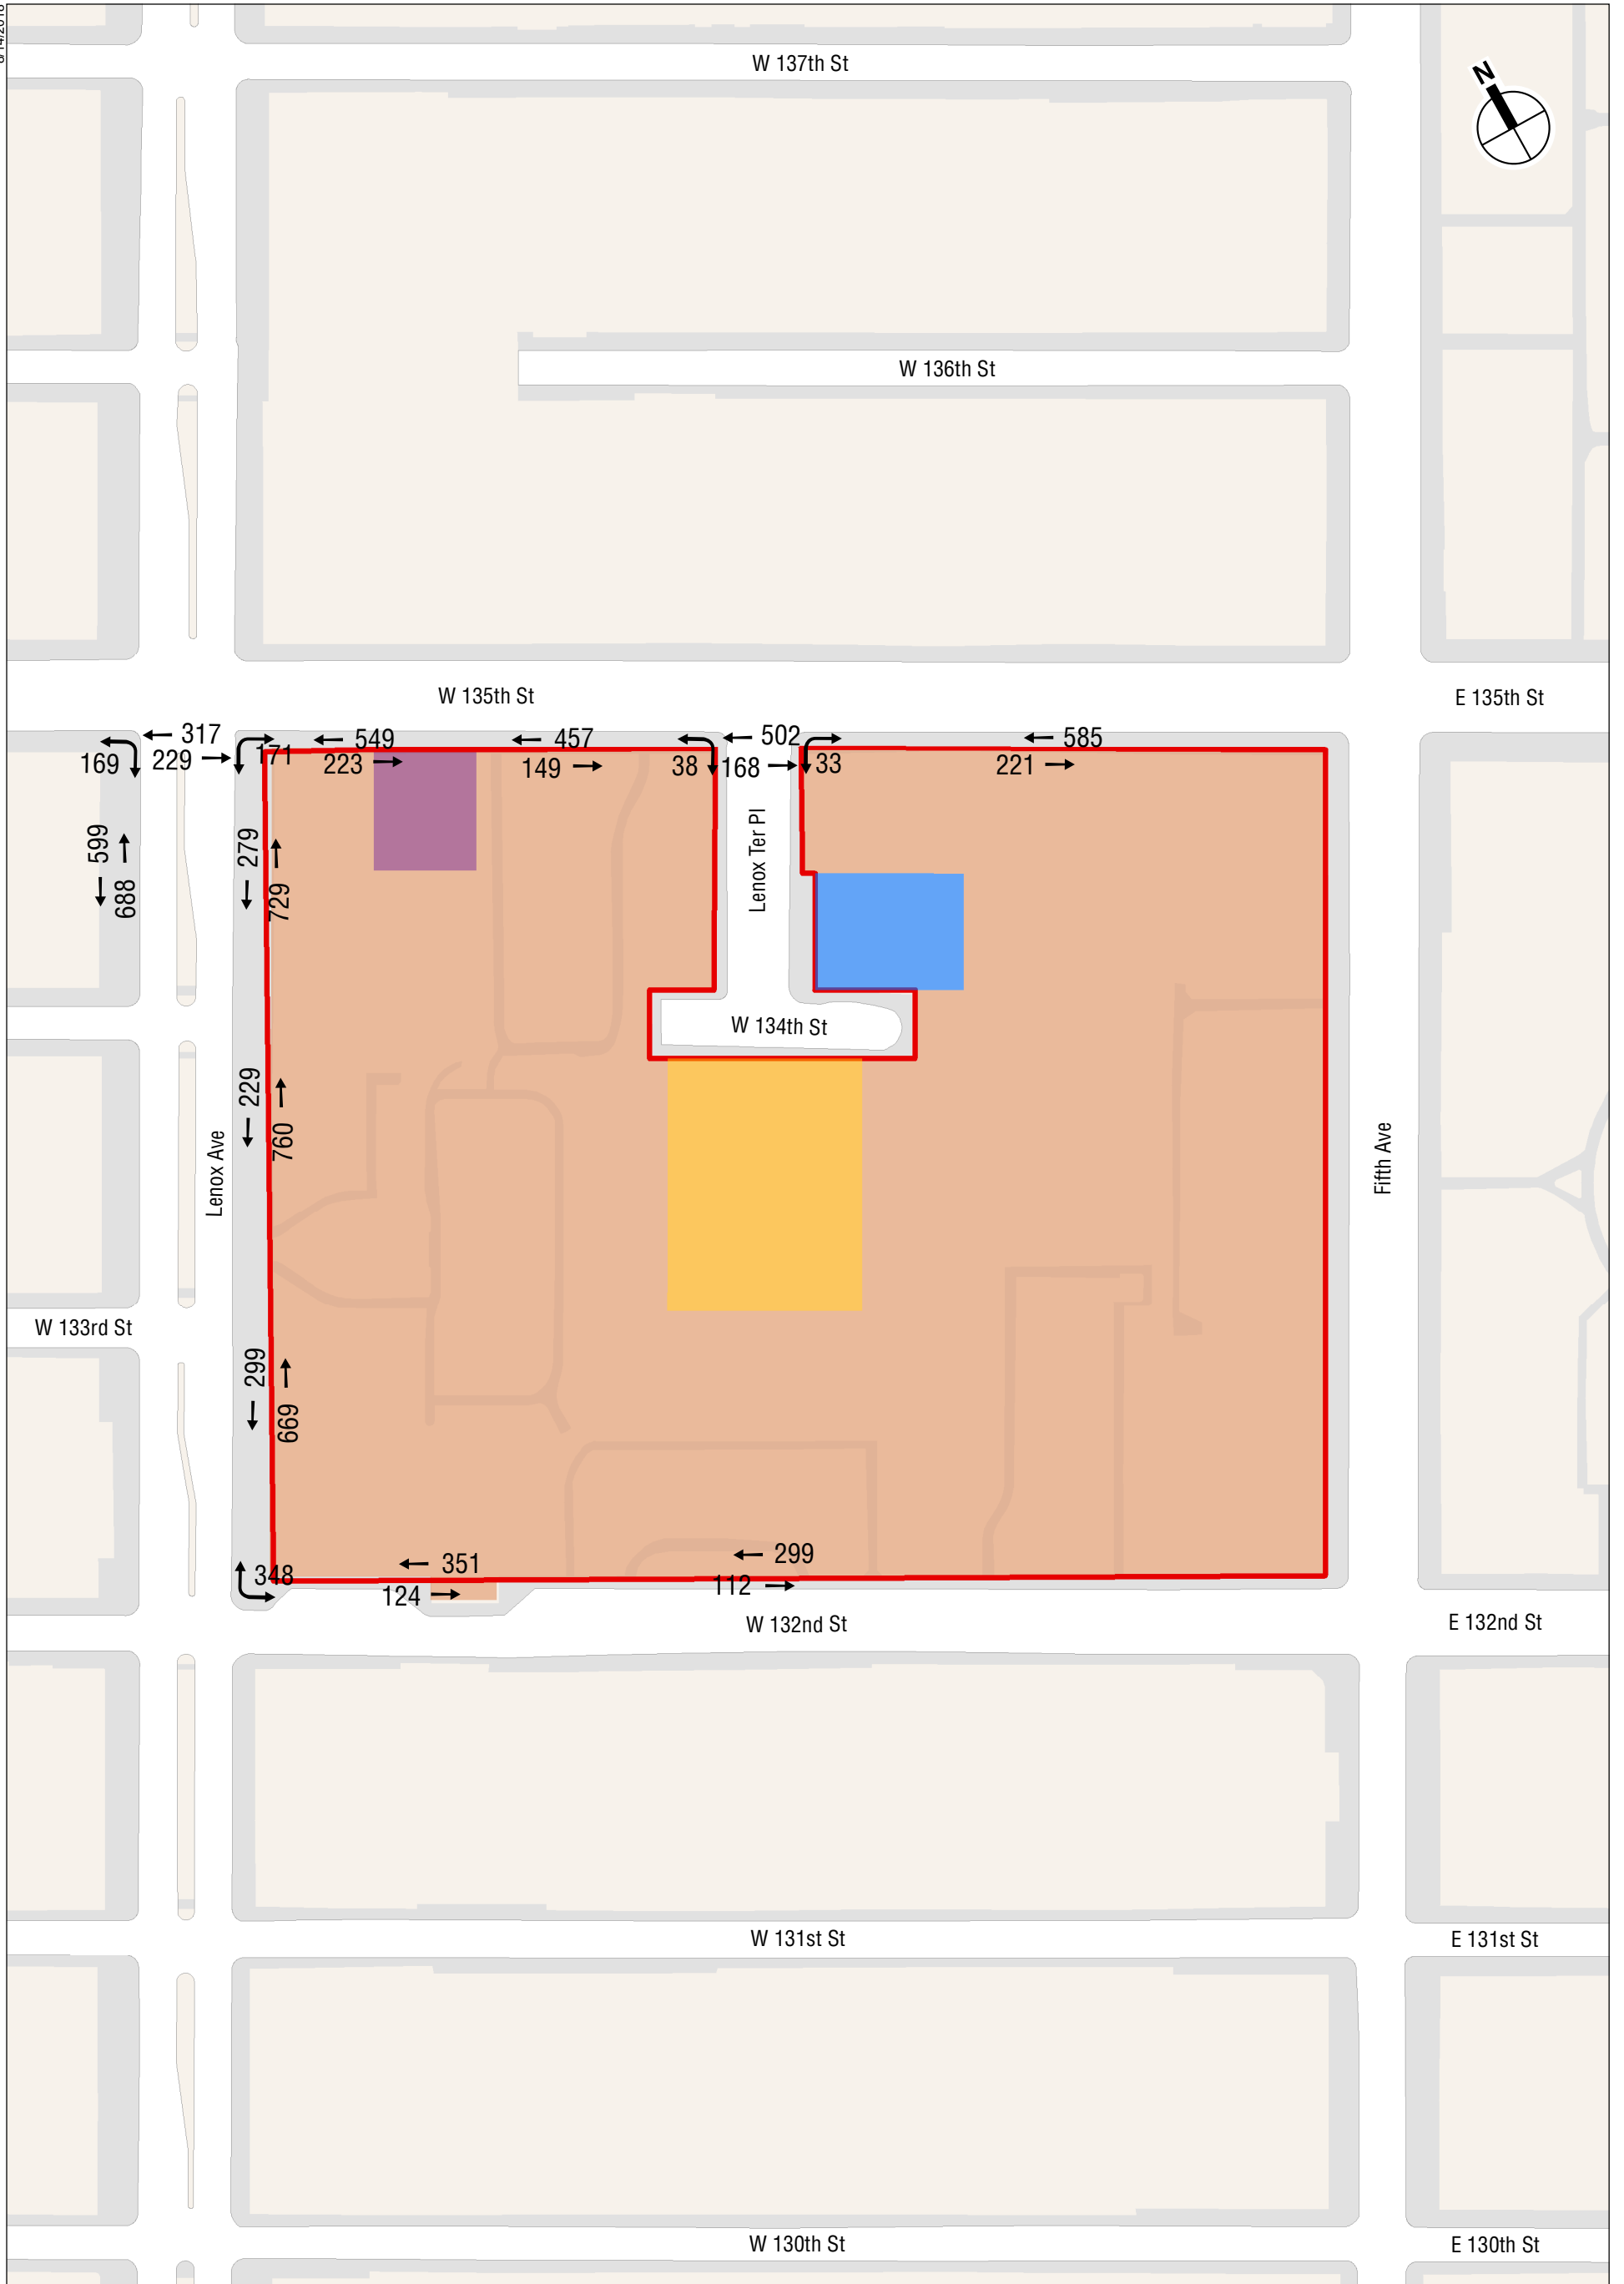 W 137th St
N
W 136th St
W 135th St
E 135th St
317
549
457
502
585
169
229
171
223
149
38
168
33
221
599
688
279
729
Lenox Ter Pl
W 134th St
229
760
Lenox Ave
Fifth Ave
W 133rd St
299
669
348
351
299
124
112
W 132nd St
E 132nd St
W 131st St
E 131st St
W 130th St
E 130th St